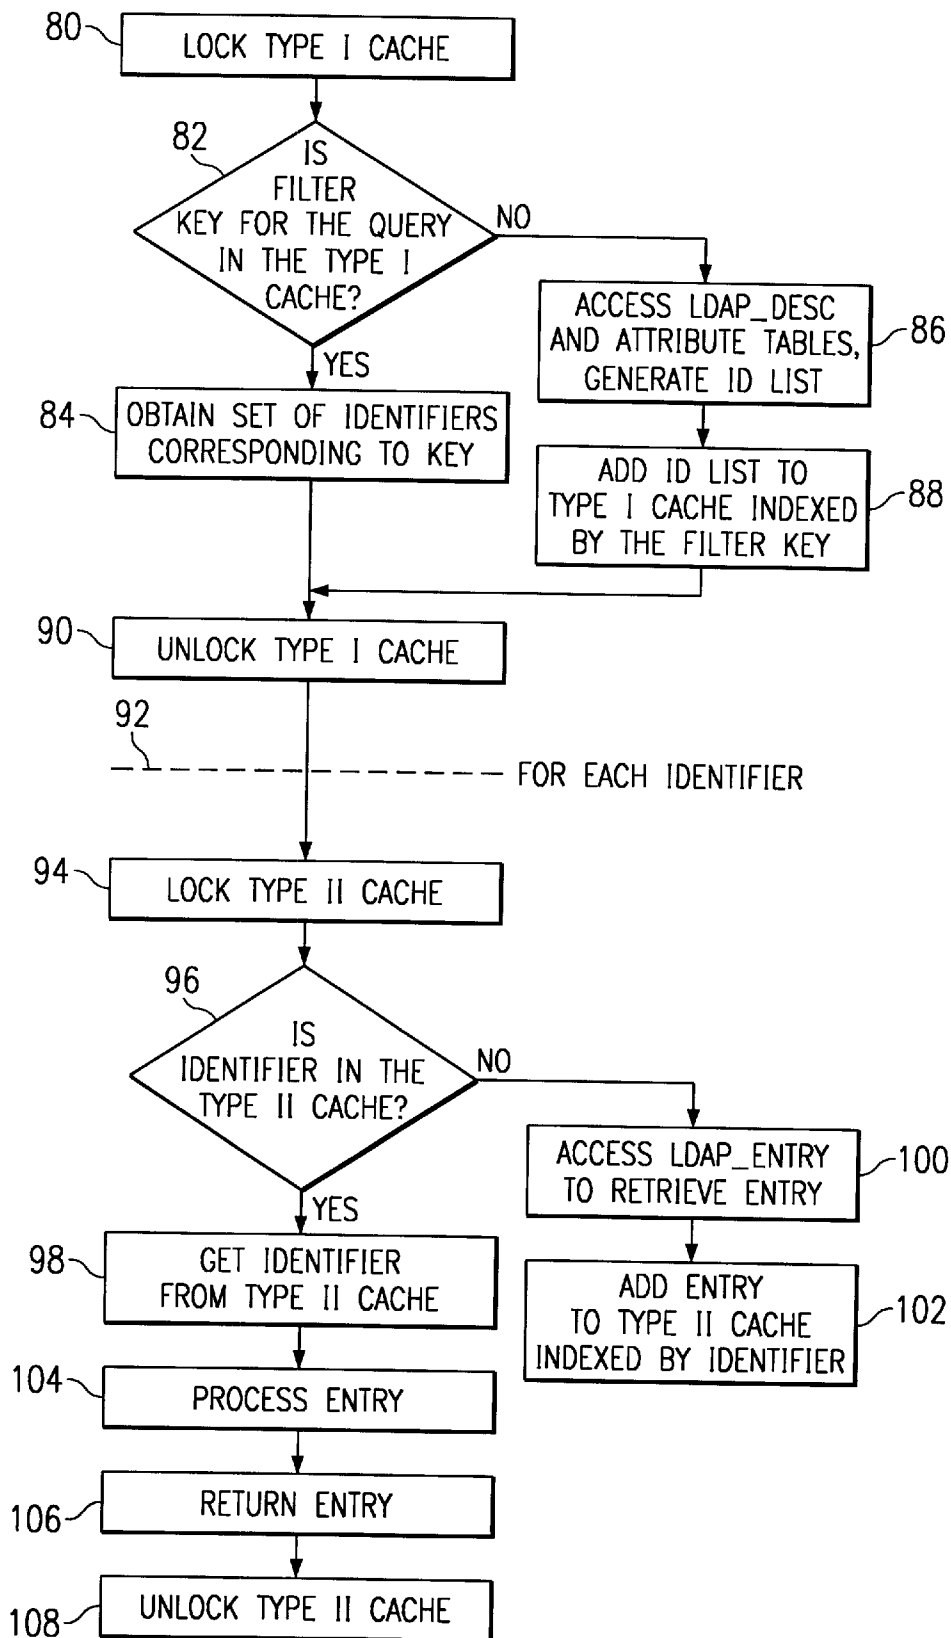 80
LOCK TYPE I CACHE
82
IS
FILTER
KEY FOR THE QUERY
IN THE TYPE I
CACHE?
NO
YES
ACCESS LDAP_DESC
AND ATTRIBUTE TABLES,
GENERATE ID LIST
86
84
OBTAIN SET OF IDENTIFIERS
CORRESPONDING TO KEY
ADD ID LIST TO
TYPE I CACHE INDEXED
BY THE FILTER KEY
88
90
UNLOCK TYPE I CACHE
92
FOR EACH IDENTIFIER
94
LOCK TYPE II CACHE
96
IS
IDENTIFIER IN THE
TYPE II CACHE?
NO
YES
ACCESS LDAP_ENTRY
TO RETRIEVE ENTRY
100
98
GET IDENTIFIER
FROM TYPE II CACHE
ADD ENTRY
TO TYPE II CACHE
INDEXED BY IDENTIFIER
102
104
PROCESS ENTRY
106
RETURN ENTRY
108
UNLOCK TYPE II CACHE